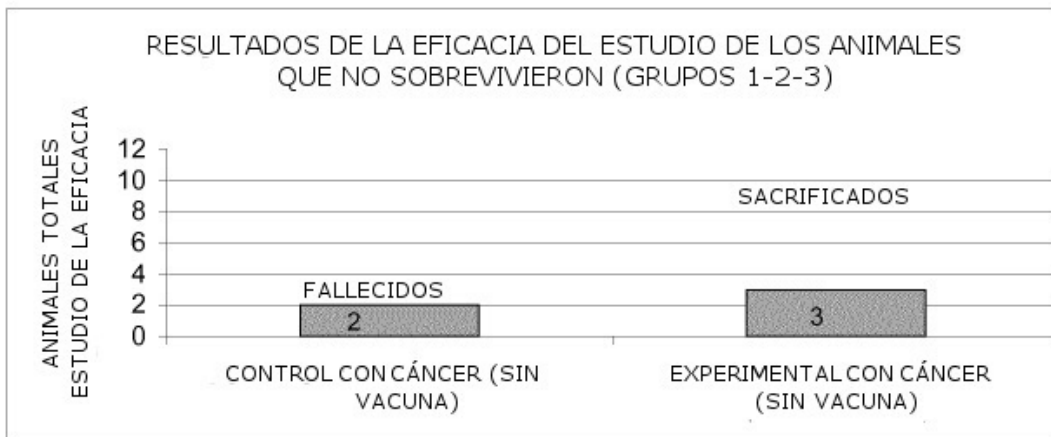 RESULTADOS DE LA EFICACIA DEL ESTUDIO DE LOS ANIMALES
QUE NO SOBREVIVIERON (GRUPOS 1-2-3)
ANIMALES TOTALES
ESTUDIO DE LA EFICACIA
12
10
8
6
4
2
0
SACRIFICADOS
FALLECIDOS
2
3
CONTROL CON CÁNCER (SIN
VACUNA)
EXPERIMENTAL CON CÁNCER
(SIN VACUNA)